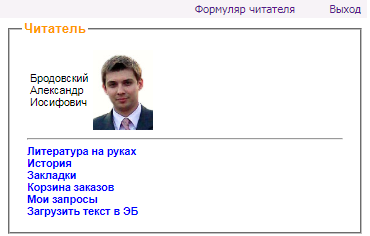 Формуляр читателя Выход
Читатель
Бродовский
Александр
Иосифович
Литература на руках
История
Закладки
Корзина заказов
Мои запросы
Загрузить текст в ЭБ